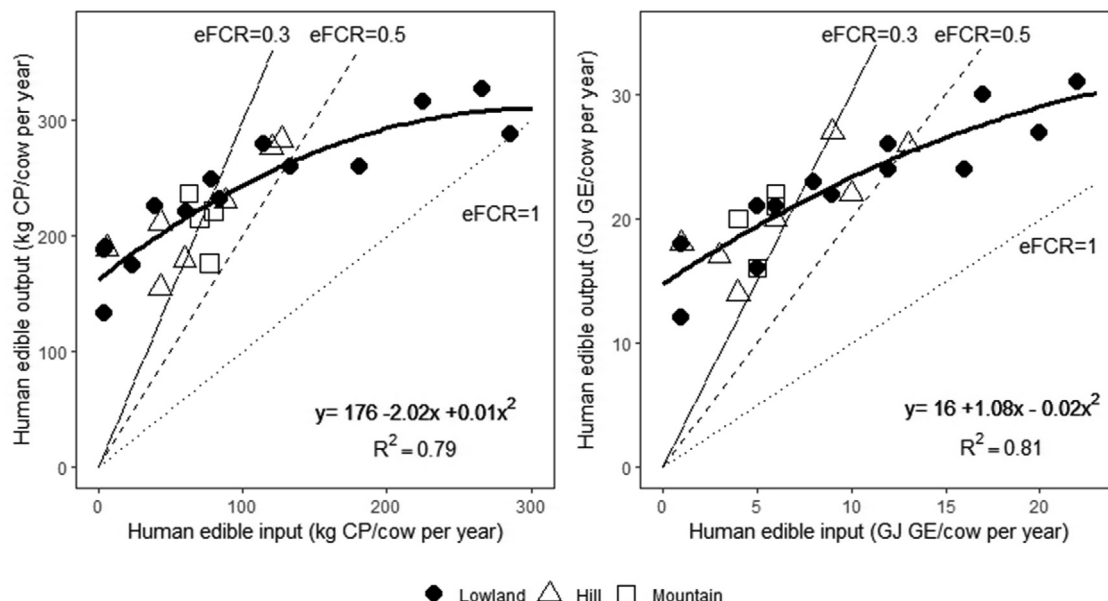 eFCR=0.3 eFCR=0.5
eFCR=1
y= 176 -2.02x +0.01x²
R² = 0.79
Human edible output (kg CP/cow per year)
0
100
200
300
0 100 200 300
Human edible input (kg CP/cow per year)
eFCR=0.3 eFCR=0.5
eFCR=1
y= 16 +1.08x - 0.02x²
R² = 0.81
Human edible output (GJ GE/cow per year)
0
10
20
30
0 5 10 15 20
Human edible input (GJ GE/cow per year)
Lowland Hill Mountain